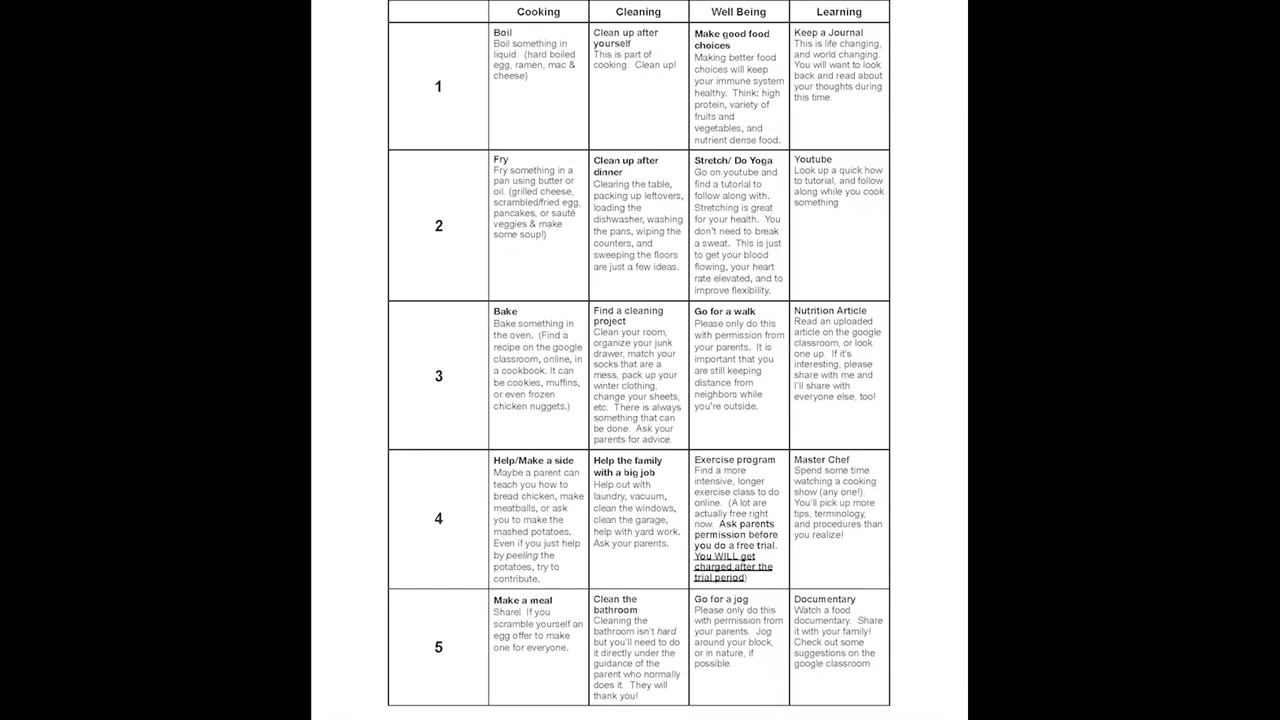 Cooking
Cleaning
Well Being
Learning
1
Boil
Boil something in
liquid. (hard boiled
egg, ramen, mac &
cheese)
Clean up after
yourself
This is part of
cooking. Clean up!
Make good food
choices
Making better food
choices will keep
your immune system
healthy. Think: high
protein, variety of
fruits and
vegetables, and
nutrient dense food.
Keep a Journal
This is life changing,
and world changing.
You will want to look
back and read about
your thoughts during
this time.
2
Fry
Fry something in a
pan using butter or
oil. (grilled cheese,
scrambled/fried egg,
pancakes, or sauté
veggies & make
some soup!)
Clean up after
dinner
Clearing the table,
packing up leftovers,
loading the
dishwasher, washing
the pans, wiping the
counters, and
sweeping the floors
are just a few ideas.
Stretch/ Do Yoga
Go on youtube and
find a tutorial to
follow along with.
Stretching is great
for your health. You
don't need to break
a sweat. This is just
to get your blood
flowing, your heart
rate elevated, and to
improve flexibility.
Youtube
Look up a quick how
to tutorial, and follow
along while you cook
something
3
Bake
Bake something in
the oven. (Find a
recipe on the google
classroom, online, in
a cookbook. It can
be cookies, muffins,
or even frozen
chicken nuggets.)
Find a cleaning
project
Clean your room,
organize your junk
drawer, match your
socks that are a
mess, pack up your
winter clothing,
change your sheets,
etc. There is always
something that can
be done. Ask your
parents for advice.
Go for a walk
Please only do this
with permission from
your parents. It is
important that you
are still keeping
distance from
neighbors while
you're outside.
Nutrition Article
Read an uploaded
article on the google
classroom, or look
one up. If it's
interesting, please
share with me and
I'll share with
everyone else, too!
4
Help/Make a side
Maybe a parent can
teach you how to
bread chicken, make
meatballs, or ask
you to make the
mashed potatoes.
Even if you just help
by peeling the
potatoes, try to
contribute.
Help the family
with a big job
Help out with
laundry, vacuum,
clean the windows,
clean the garage,
help with yard work.
Ask your parents.
Exercise program
Find a more
intensive, longer
exercise class to do
online. (A lot are
actually free right
now. Ask parents
permission before
you do a free trial.
You WILL get
charged after the
trial period)
Master Chef
Spend some time
watching a cooking
show (any one!).
You'll pick up more
tips, terminology,
and procedures than
you realize!
5
Make a meal
Share! If you
scramble yourself an
egg offer to make
one for everyone.
Clean the
bathroom
Cleaning the
bathroom isn't hard
but you'll need to do
it directly under the
guidance of the
parent who normally
does it. They will
thank you!
Go for a jog
Please only do this
with permission from
your parents. Jog
around your block,
or in nature, if
possible.
Documentary
Watch a food
documentary. Share
it with your family!
Check out some
suggestions on the
google classroom